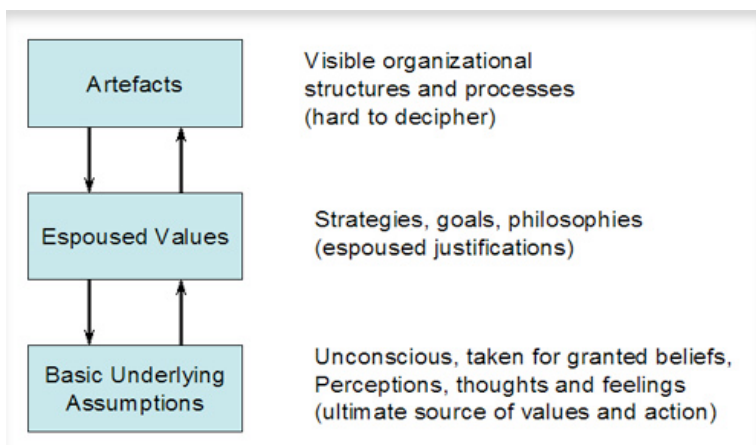 Artefacts
Visible organizational
structures and processes
(hard to decipher)
Espoused Values
Strategies, goals, philosophies
(espoused justifications)
Basic Underlying
Assumptions
Unconscious, taken for granted beliefs,
Perceptions, thoughts and feelings
(ultimate source of values and action)